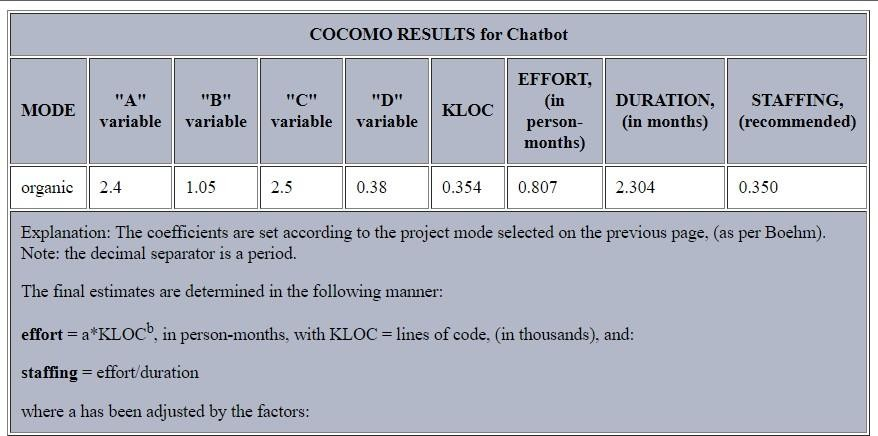 COCOMO RESULTS for Chatbot
MODE "A" variable "B" variable "C" variable "D" variable KLOC EFFORT, (in person-months) DURATION, (in months) STAFFING, (recommended)
organic 2.4 1.05 2.5 0.38 0.354 0.807 2.304 0.350
Explanation: The coefficients are set according to the project mode selected on the previous page, (as per Boehm).
Note: the decimal separator is a period.
The final estimates are determined in the following manner:
effort = a*KLOCᵇ, in person-months, with KLOC = lines of code, (in thousands), and:
staffing = effort/duration
where a has been adjusted by the factors: